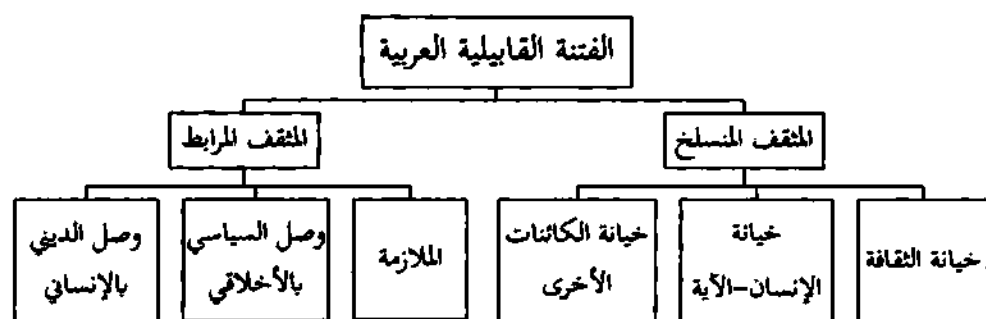 الفتنة القابيلية العربية
المثقف المنسلخ
المثقف المرابط
خيانة الثقافة
خيانة
الإنسان-الآية
خيانة الكائنات
الأخرى
الملازمة
وصل السياسي
بالأخلاقي
وصل الديني
بالإنساني